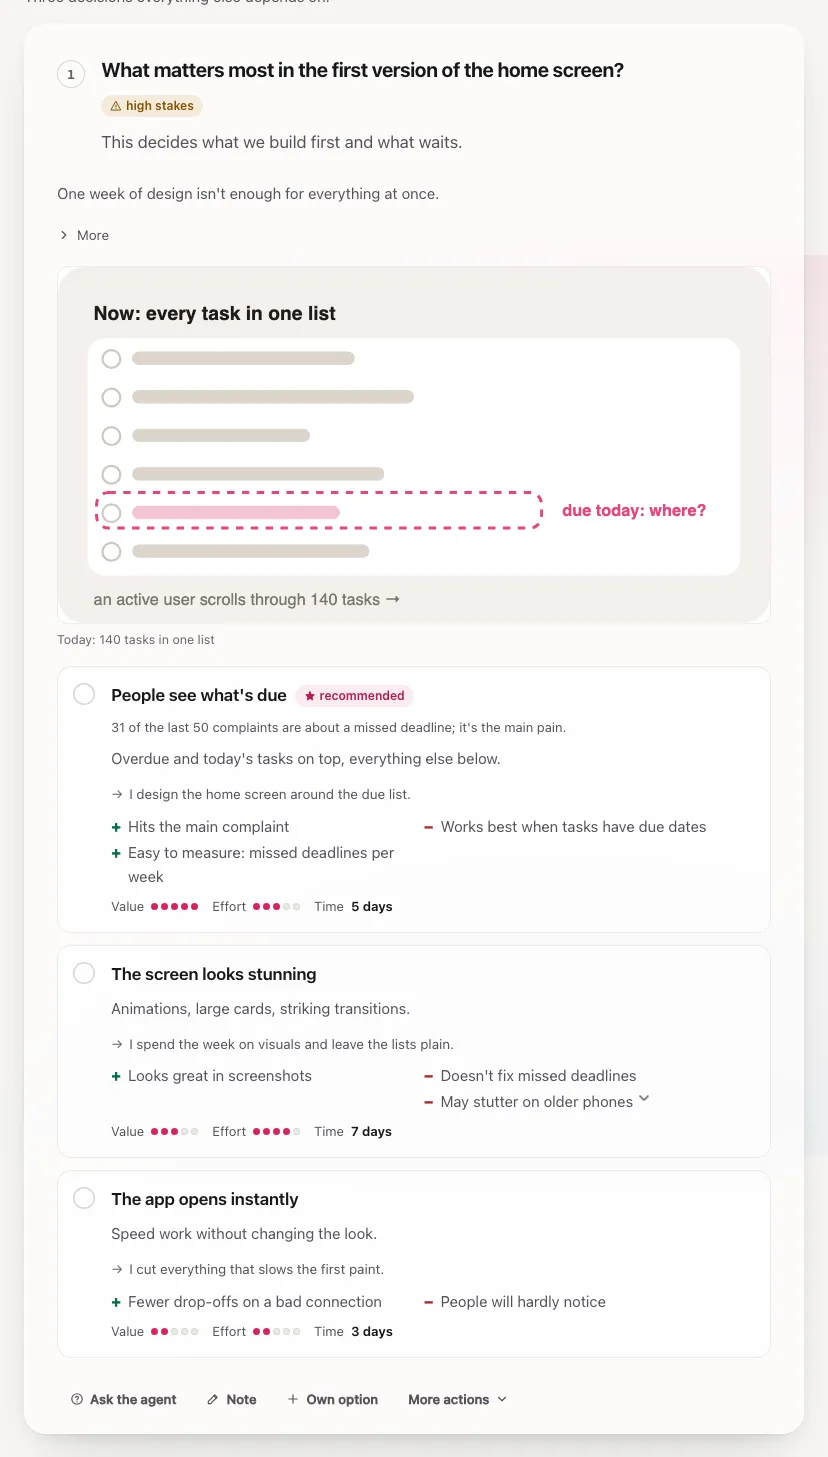 Three decisions everything else depends on.
1
What matters most in the first version of the home screen?
high stakes
This decides what we build first and what waits.
One week of design isn't enough for everything at once.
More
Now: every task in one list
due today: where?
an active user scrolls through 140 tasks →
Today: 140 tasks in one list
People see what's due
recommended
31 of the last 50 complaints are about a missed deadline; it's the main pain.
Overdue and today's tasks on top, everything else below.
→ I design the home screen around the due list.
+ Hits the main complaint
− Works best when tasks have due dates
+ Easy to measure: missed deadlines per
week
Value Effort Time 5 days
The screen looks stunning
Animations, large cards, striking transitions.
→ I spend the week on visuals and leave the lists plain.
+ Looks great in screenshots
− Doesn't fix missed deadlines
− May stutter on older phones
Value Effort Time 7 days
The app opens instantly
Speed work without changing the look.
→ I cut everything that slows the first paint.
+ Fewer drop-offs on a bad connection
− People will hardly notice
Value Effort Time 3 days
Ask the agent Note + Own option More actions